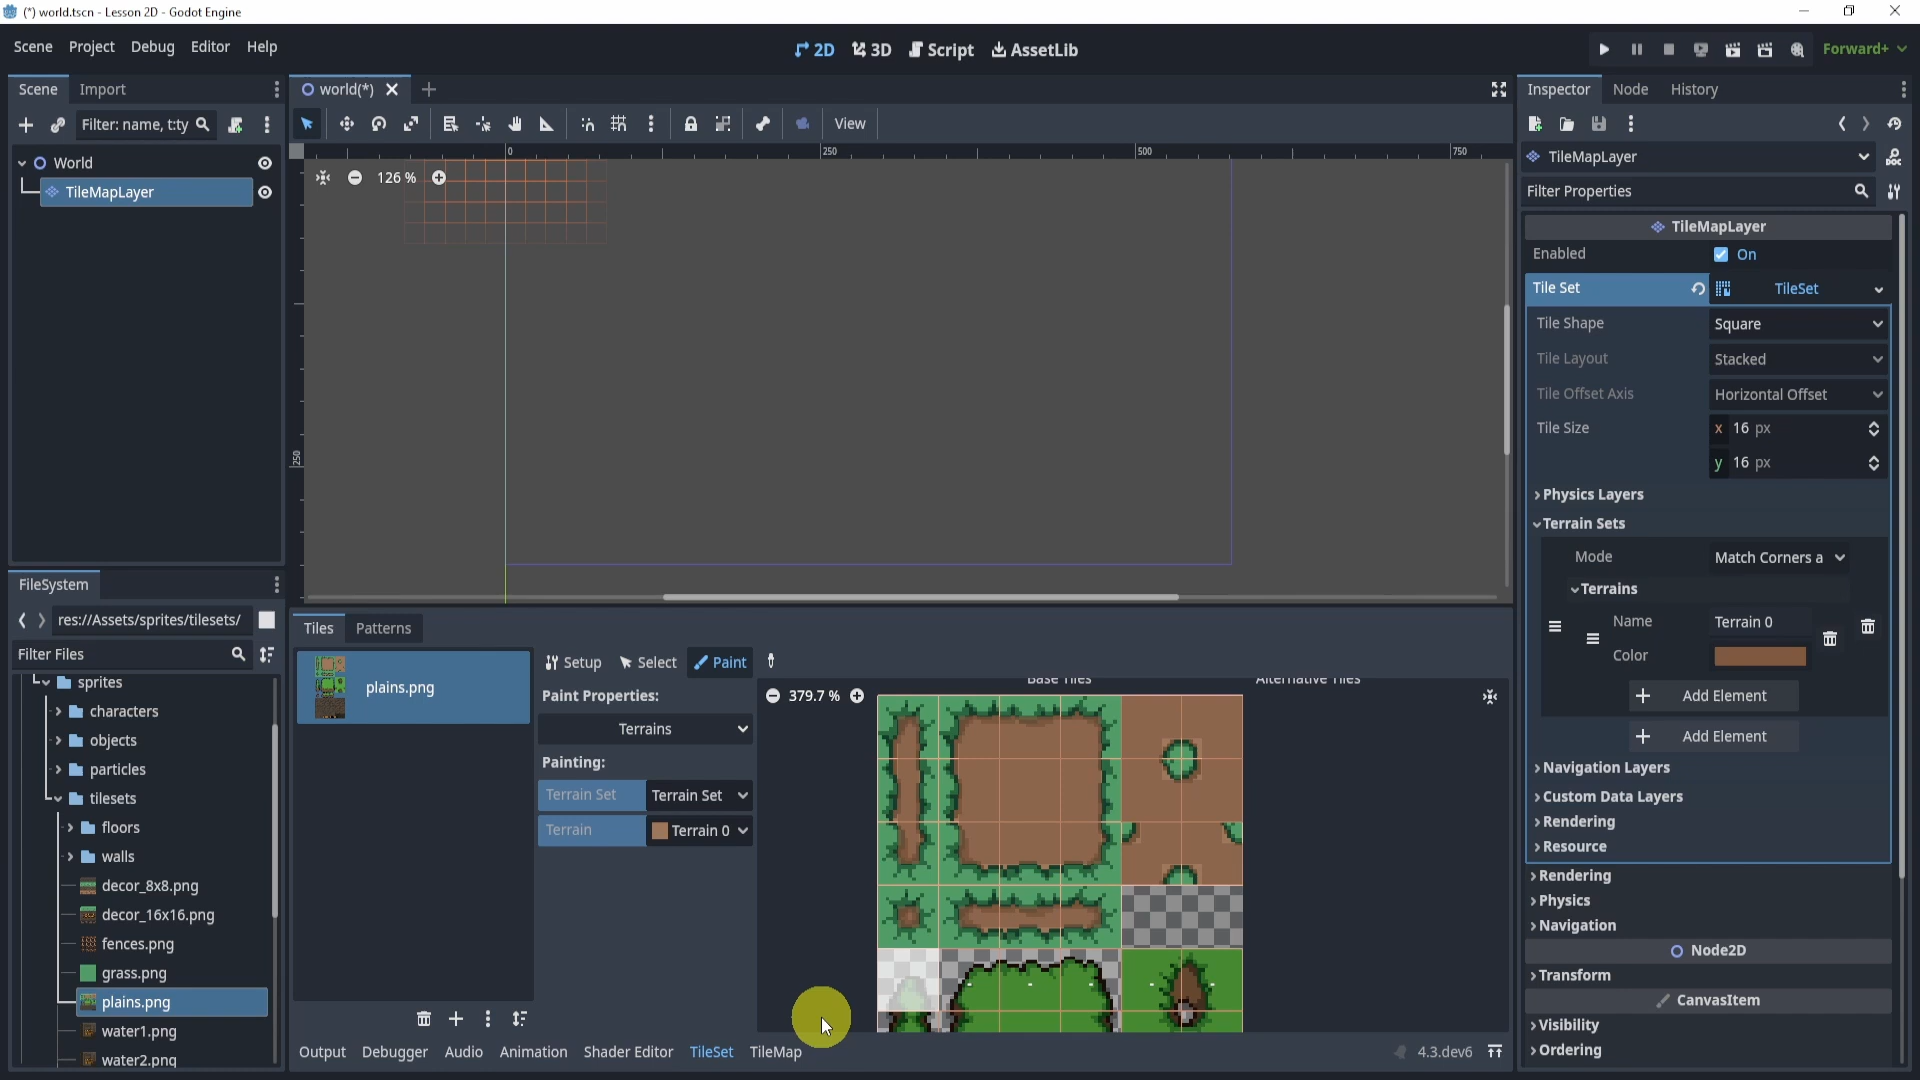 (*) world.tscn - Lesson 2D - Godot Engine
Scene Project Debug Editor Help
2D 3D Script AssetLib
Forward+
Scene Import
Filter: name, t:ty
World
TileMapLayer
world(*)
View
0 250 500 750
126 %
250
FileSystem
res://Assets/sprites/tilesets/
Filter Files
sprites
characters
objects
particles
tilesets
floors
walls
decor_8x8.png
decor_16x16.png
fences.png
grass.png
plains.png
water1.png
water2.png
Tiles Patterns
plains.png
Setup Select Paint
Paint Properties:
Terrains
Painting:
Terrain Set Terrain Set
Terrain Terrain 0
379.7 %
Base Tiles Alternative Tiles
Output Debugger Audio Animation Shader Editor TileSet TileMap
4.3.dev6
Inspector Node History
TileMapLayer
Filter Properties
TileMapLayer
Enabled On
Tile Set TileSet
Tile Shape Square
Tile Layout Stacked
Tile Offset Axis Horizontal Offset
Tile Size x 16 px
y 16 px
Physics Layers
Terrain Sets
Mode Match Corners a
Terrains
Name Terrain 0
Color
Add Element
Add Element
Navigation Layers
Custom Data Layers
Rendering
Resource
Rendering
Physics
Navigation
Node2D
Transform
CanvasItem
Visibility
Ordering